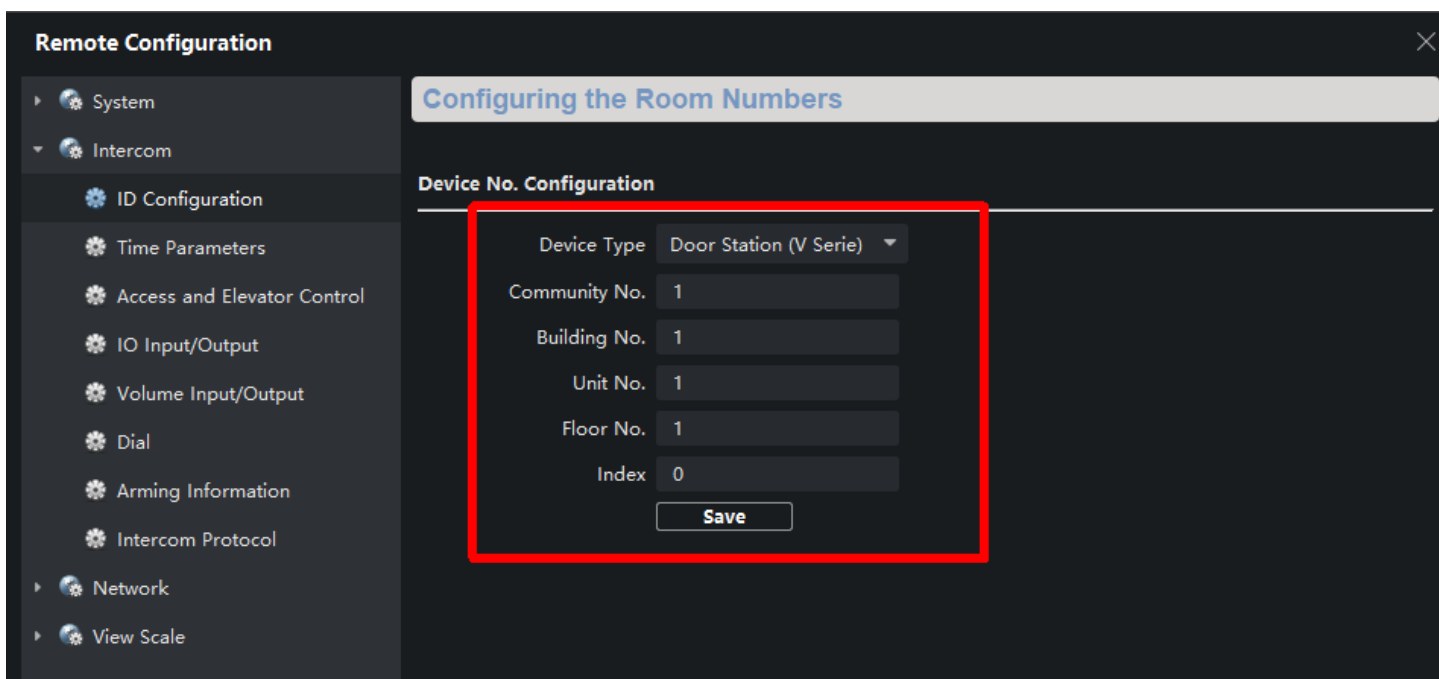 Remote Configuration
System
Intercom
ID Configuration
Time Parameters
Access and Elevator Control
IO Input/Output
Volume Input/Output
Dial
Arming Information
Intercom Protocol
Network
View Scale
Configuring the Room Numbers
Device No. Configuration
Device Type Door Station (V Serie)
Community No. 1
Building No. 1
Unit No. 1
Floor No. 1
Index 0
Save